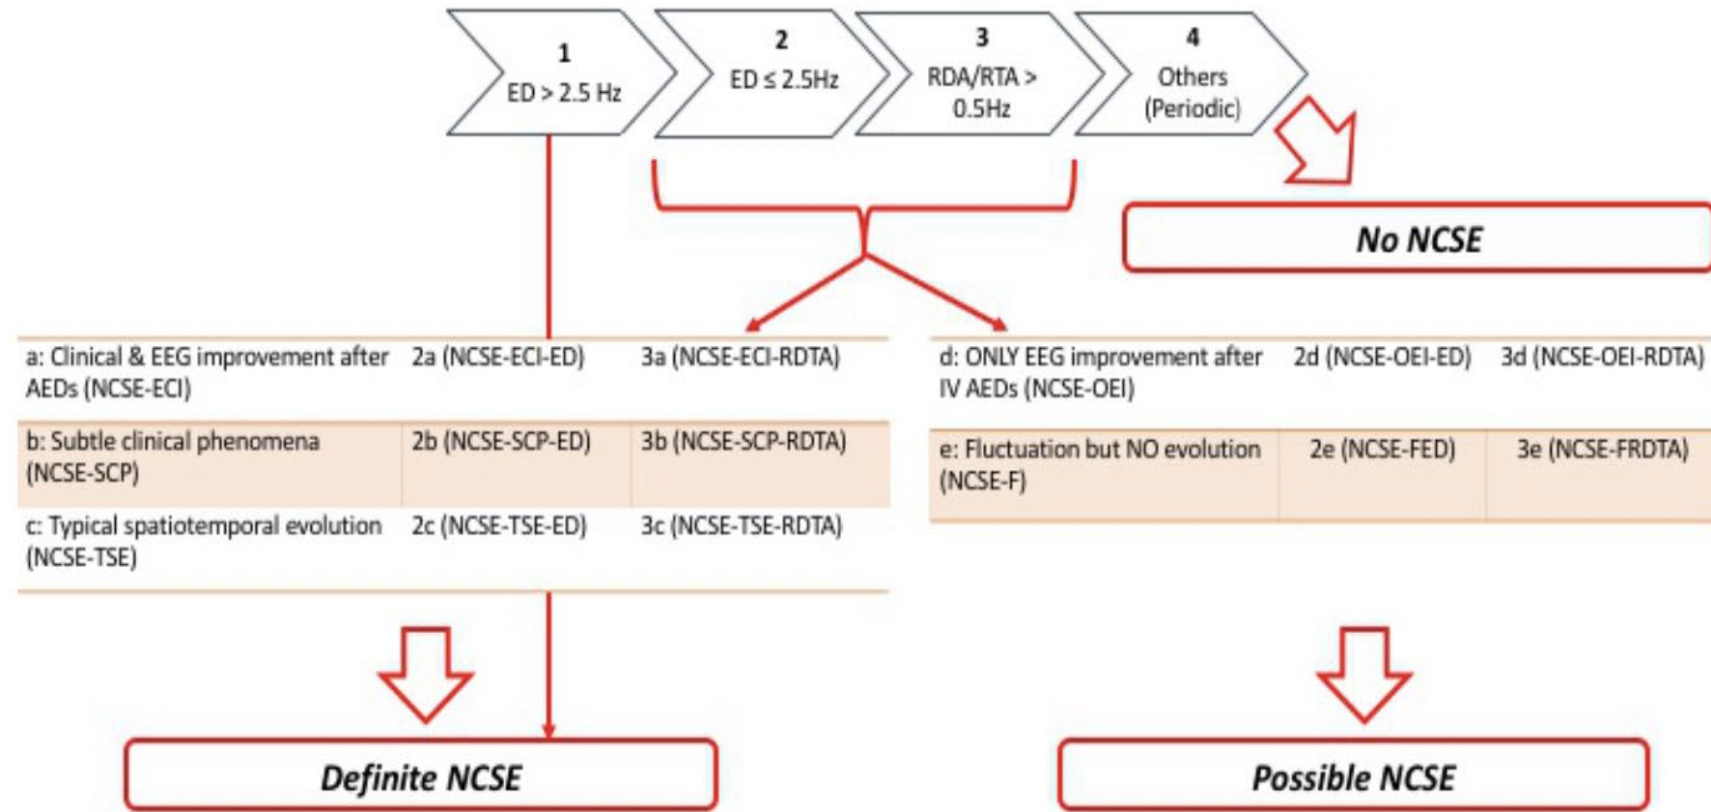 1
ED > 2.5 Hz
2
ED ≤ 2.5Hz
3
RDA/RTA >
0.5Hz
4
Others
(Periodic)
No NCSE
a: Clinical & EEG improvement after
AEDs (NCSE-ECI)
2a (NCSE-ECI-ED)
3a (NCSE-ECI-RDTA)
b: Subtle clinical phenomena
(NCSE-SCP)
2b (NCSE-SCP-ED)
3b (NCSE-SCP-RDTA)
c: Typical spatiotemporal evolution
(NCSE-TSE)
2c (NCSE-TSE-ED)
3c (NCSE-TSE-RDTA)
d: ONLY EEG improvement after
IV AEDs (NCSE-OEI)
2d (NCSE-OEI-ED)
3d (NCSE-OEI-RDTA)
e: Fluctuation but NO evolution
(NCSE-F)
2e (NCSE-FED)
3e (NCSE-FRDTA)
Definite NCSE
Possible NCSE